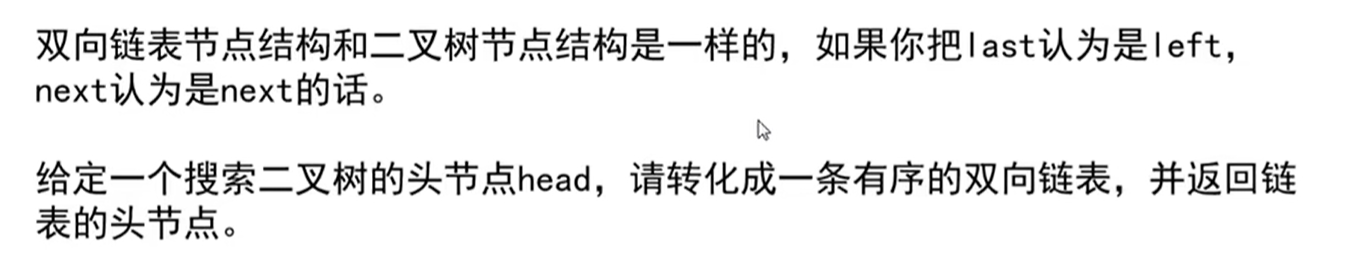 双向链表节点结构和二叉树节点结构是一样的，如果你把last认为是left，
next认为是next的话。
给定一个搜索二叉树的头节点head，请转化成一条有序的双向链表，并返回链
表的头节点。